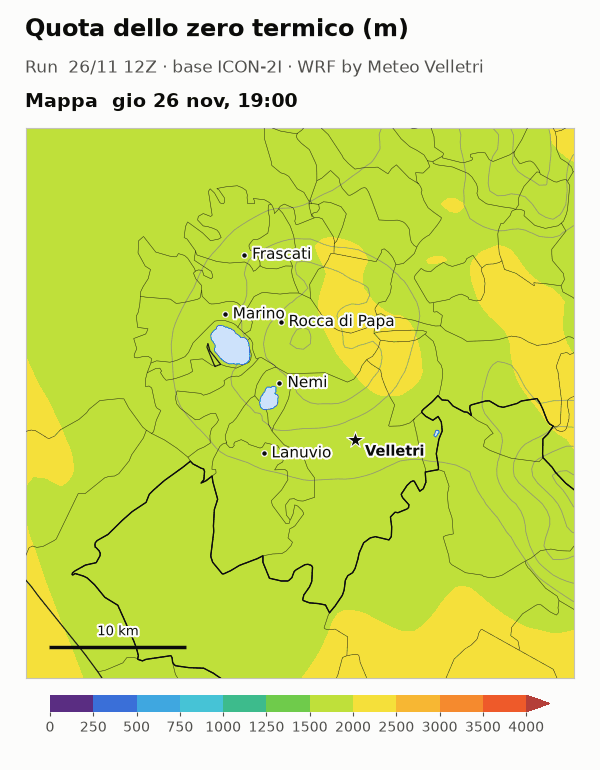 Quota dello zero termico (m)
Run  26/11 12Z · base ICON-2I · WRF by Meteo Velletri
Mappa  gio 26 nov, 19:00
Frascati
Marino
Rocca di Papa
Nemi
Velletri
Lanuvio
10 km
0 250 500 750 1000 1250 1500 2000 2500 3000 3500 4000